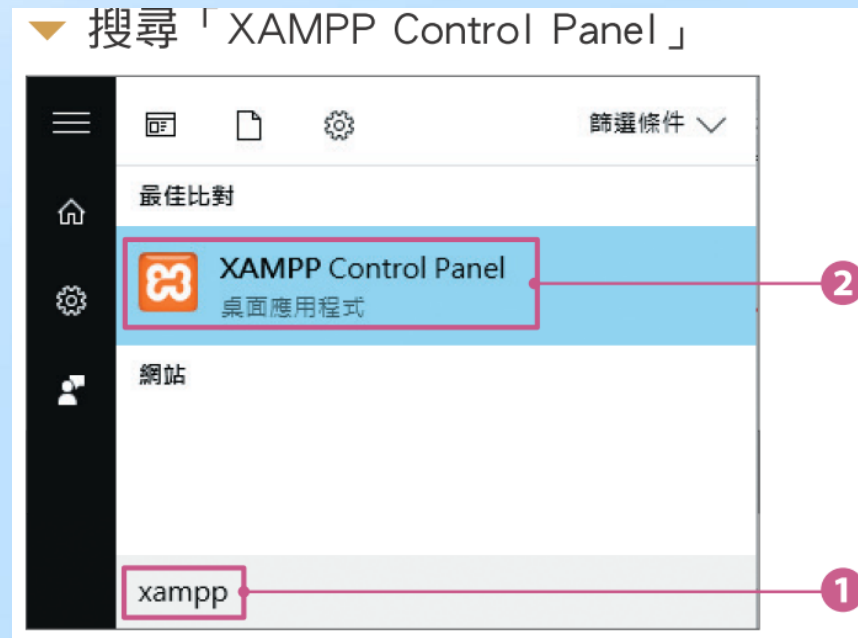 搜尋「XAMPP Control Panel」
篩選條件
最佳比對
XAMPP Control Panel
桌面應用程式
2
網站
xampp
1